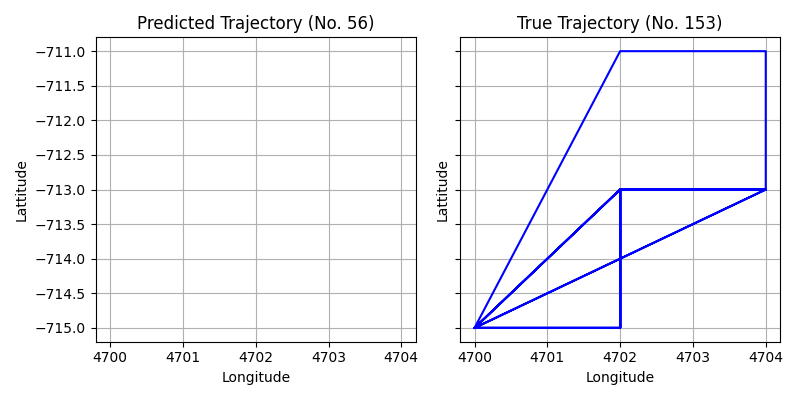 Predicted Trajectory (No. 56)
True Trajectory (No. 153)
Lattitude
−711.0
−711.5
−712.0
−712.5
−713.0
−713.5
−714.0
−714.5
−715.0
4700 4701 4702 4703 4704
Longitude
Lattitude
4700 4701 4702 4703 4704
Longitude